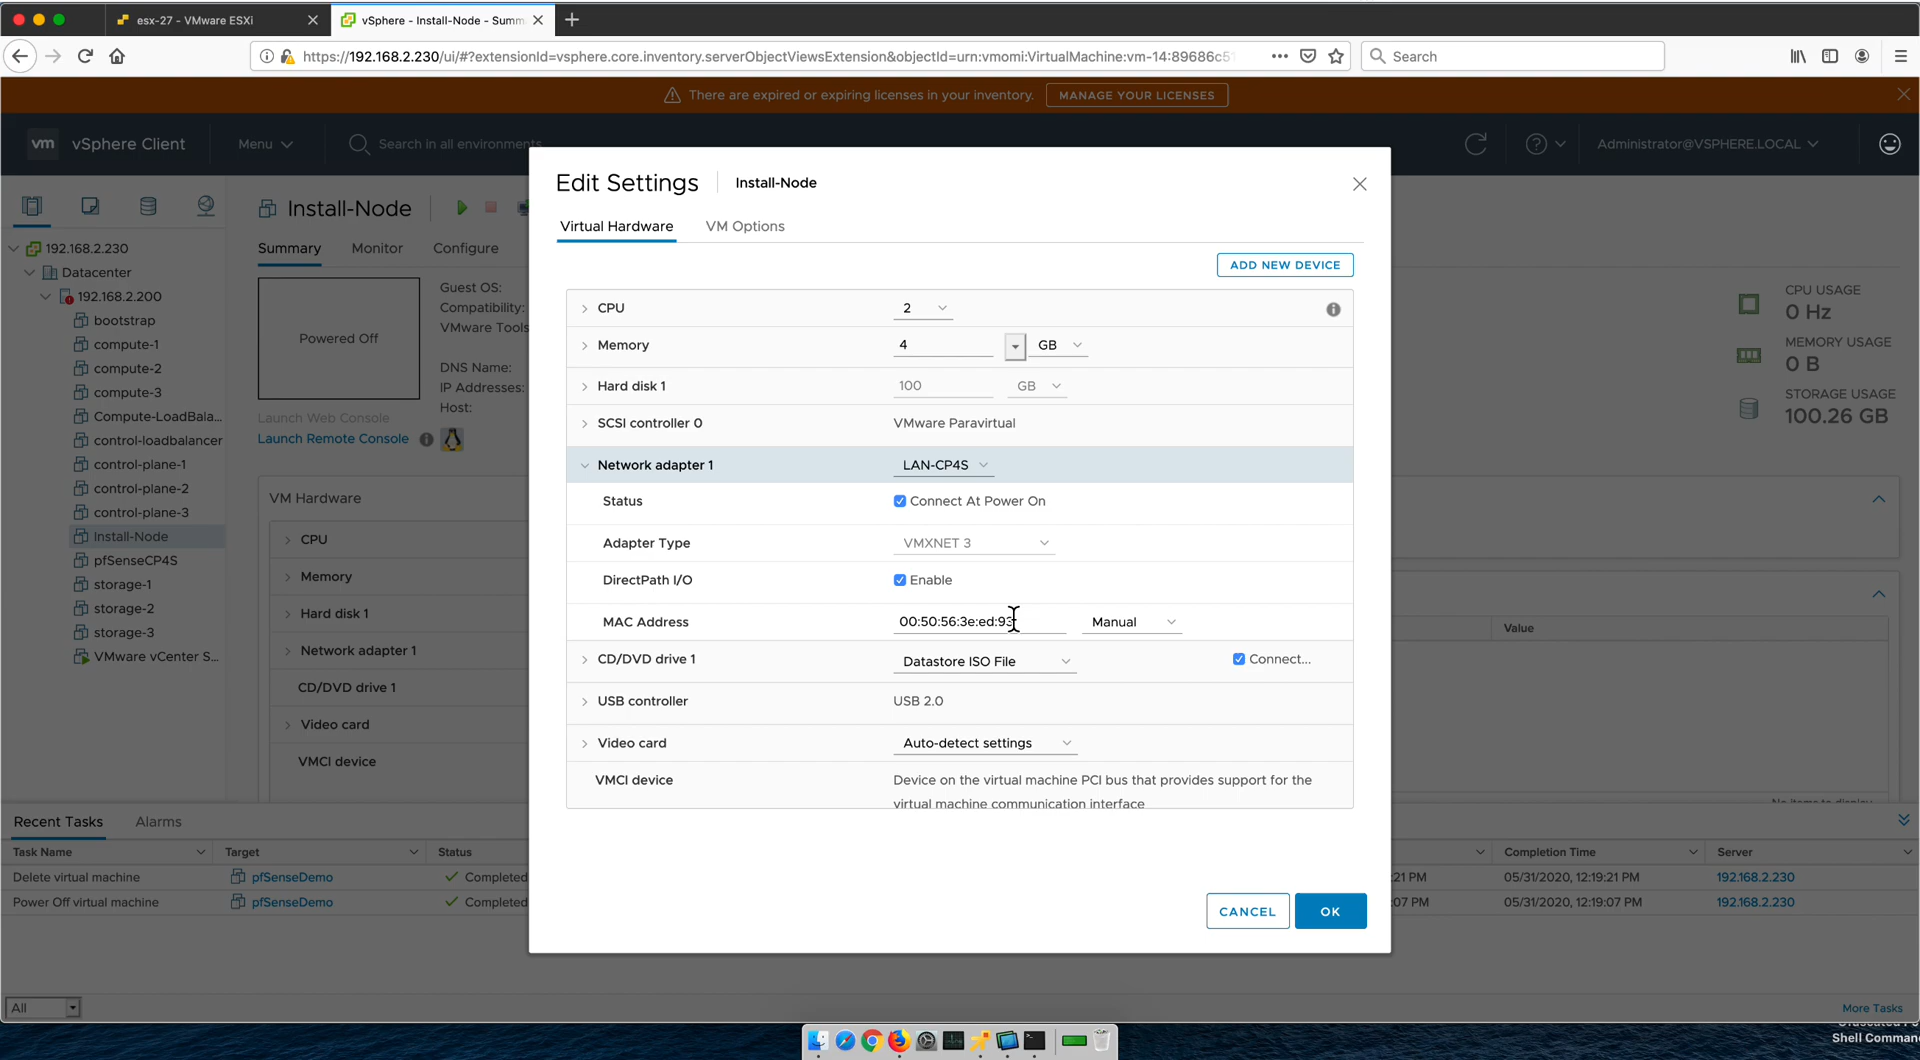 esx-27 - VMware ESXi
vSphere - Install-Node - Summ
https://192.168.2.230/ui/#?extensionId=vsphere.core.inventory.serverObjectViewsExtension&objectId=urn:vmomi:VirtualMachine:vm-14:89686c5
Search
There are expired or expiring licenses in your inventory.
MANAGE YOUR LICENSES
vm
vSphere Client
Menu
Search in all environments
Administrator@VSPHERE.LOCAL
192.168.2.230
Datacenter
192.168.2.200
bootstrap
compute-1
compute-2
compute-3
Compute-LoadBala...
control-loadbalancer
control-plane-1
control-plane-2
control-plane-3
Install-Node
pfSenseCP4S
storage-1
storage-2
storage-3
VMware vCenter S...
Install-Node
Summary
Monitor
Configure
Powered Off
Launch Web Console
Launch Remote Console
Guest OS:
Compatibility:
VMware Tools
DNS Name:
IP Addresses:
Host:
VM Hardware
CPU
Memory
Hard disk 1
Network adapter 1
CD/DVD drive 1
Video card
VMCI device
Edit Settings
Install-Node
Virtual Hardware
VM Options
ADD NEW DEVICE
CPU
2
Memory
4
GB
Hard disk 1
100
GB
SCSI controller 0
VMware Paravirtual
Network adapter 1
LAN-CP4S
Status
Connect At Power On
Adapter Type
VMXNET 3
DirectPath I/O
Enable
MAC Address
00:50:56:3e:ed:93
Manual
CD/DVD drive 1
Datastore ISO File
Connect...
USB controller
USB 2.0
Video card
Auto-detect settings
VMCI device
Device on the virtual machine PCI bus that provides support for the
virtual machine communication interface
CANCEL
OK
CPU USAGE
0 Hz
MEMORY USAGE
0 B
STORAGE USAGE
100.26 GB
Value
Recent Tasks
Alarms
Task Name
Target
Status
Completion Time
Server
Delete virtual machine
pfSenseDemo
Completed
:21 PM
05/31/2020, 12:19:21 PM
192.168.2.230
Power Off virtual machine
pfSenseDemo
Completed
:07 PM
05/31/2020, 12:19:07 PM
192.168.2.230
All
More Tasks
Shell Comman